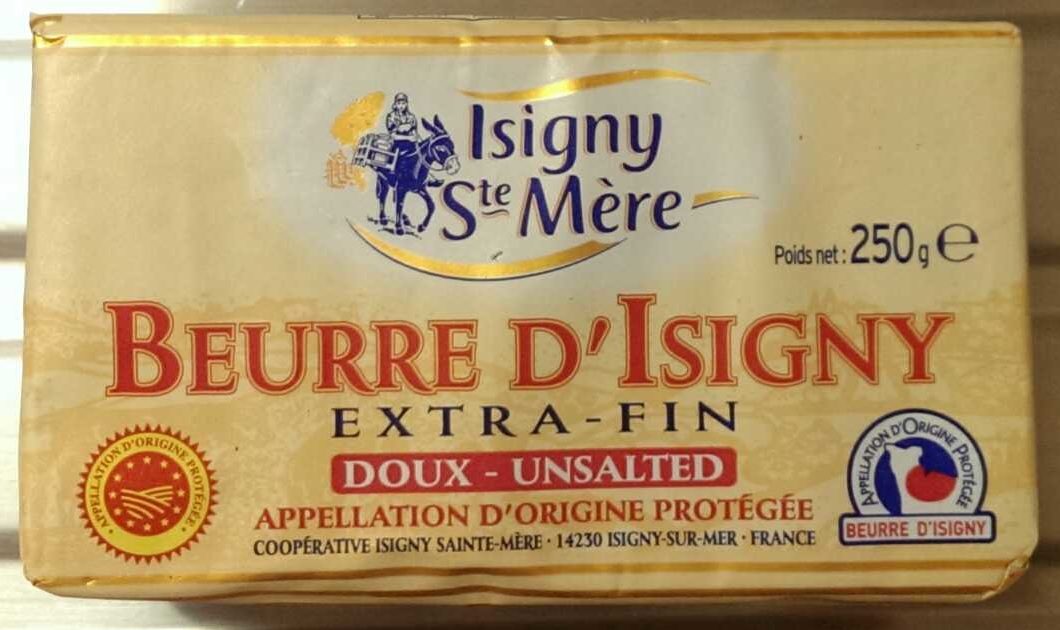 Isigny
Ste Mère
Poids net : 250 g e
BEURRE D'ISIGNY
EXTRA-FIN
DOUX - UNSALTED
APPELLATION D'ORIGINE PROTÉGÉE
COOPÉRATIVE ISIGNY SAINTE-MÈRE · 14230 ISIGNY-SUR-MER · FRANCE
APPELLATION D'ORIGINE PROTÉGÉE
APPELLATION D'ORIGINE PROTÉGÉE
BEURRE D'ISIGNY